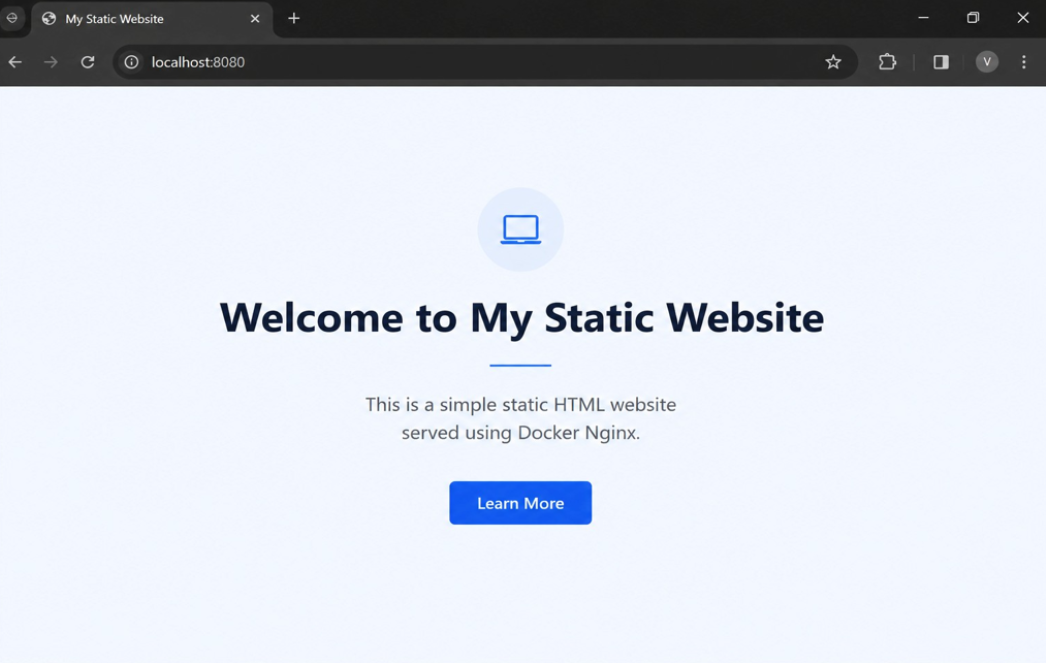 My Static Website
localhost:8080
V
Welcome to My Static Website
This is a simple static HTML website
served using Docker Nginx.
Learn More